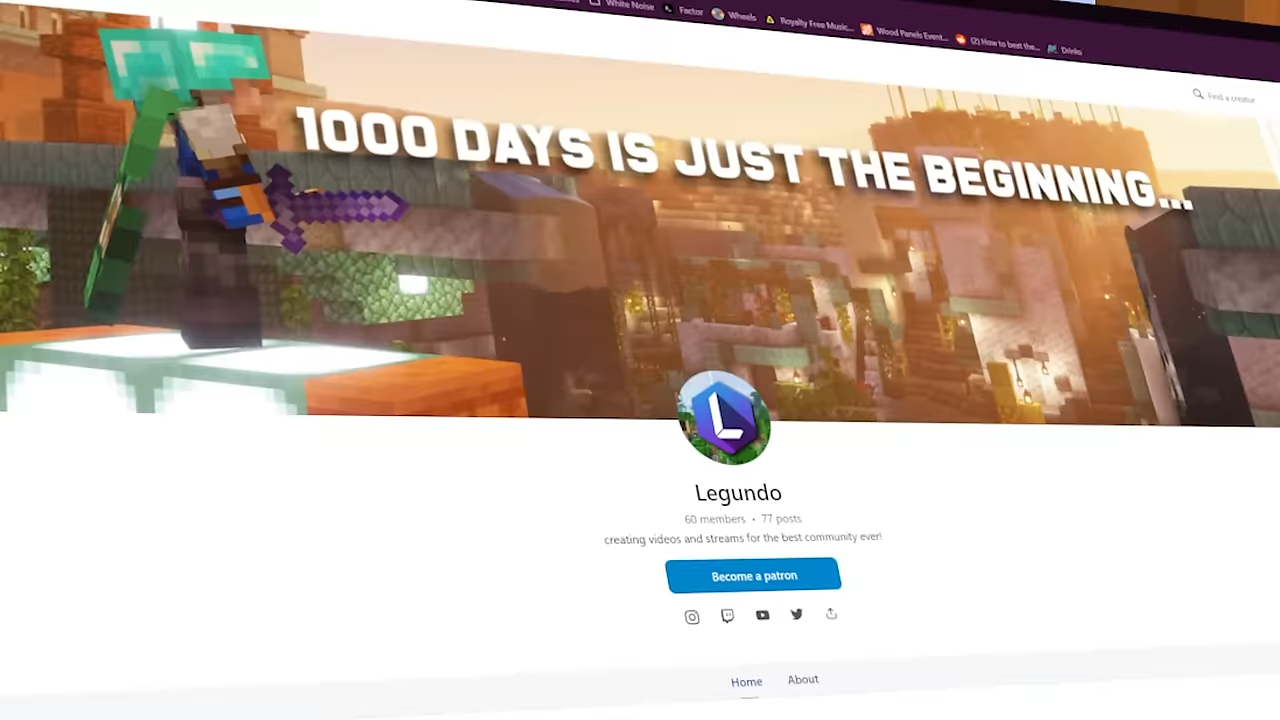 White Noise
Factor
Wheels
Royalty Free Music...
Wood Panels Event...
(2) How to beat the...
Drinks
Find a creator
1000 DAYS IS JUST THE BEGINNING...
L
Legundo
60 members • 77 posts
creating videos and streams for the best community ever!
Become a patron
Home
About